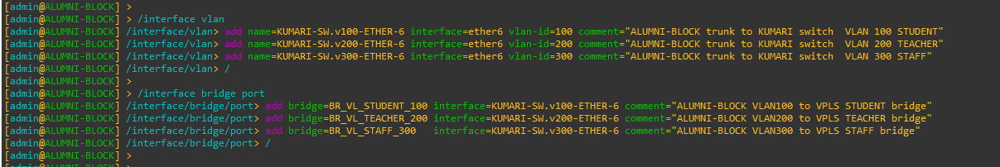 [admin@ALUMNI-BLOCK] >
[admin@ALUMNI-BLOCK] > /interface vlan
[admin@ALUMNI-BLOCK] /interface/vlan> add name=KUMARI-SW.v100-ETHER-6 interface=ether6 vlan-id=100 comment="ALUMNI-BLOCK trunk to KUMARI switch  VLAN 100 STUDENT"
[admin@ALUMNI-BLOCK] /interface/vlan> add name=KUMARI-SW.v200-ETHER-6 interface=ether6 vlan-id=200 comment="ALUMNI-BLOCK trunk to KUMARI switch  VLAN 200 TEACHER"
[admin@ALUMNI-BLOCK] /interface/vlan> add name=KUMARI-SW.v300-ETHER-6 interface=ether6 vlan-id=300 comment="ALUMNI-BLOCK trunk to KUMARI switch  VLAN 300 STAFF"
[admin@ALUMNI-BLOCK] /interface/vlan> /
[admin@ALUMNI-BLOCK] >
[admin@ALUMNI-BLOCK] > /interface bridge port
[admin@ALUMNI-BLOCK] /interface/bridge/port> add bridge=BR_VL_STUDENT_100 interface=KUMARI-SW.v100-ETHER-6 comment="ALUMNI-BLOCK VLAN100 to VPLS STUDENT bridge"
[admin@ALUMNI-BLOCK] /interface/bridge/port> add bridge=BR_VL_TEACHER_200 interface=KUMARI-SW.v200-ETHER-6 comment="ALUMNI-BLOCK VLAN200 to VPLS TEACHER bridge"
[admin@ALUMNI-BLOCK] /interface/bridge/port> add bridge=BR_VL_STAFF_300   interface=KUMARI-SW.v300-ETHER-6 comment="ALUMNI-BLOCK VLAN300 to VPLS STAFF bridge"
[admin@ALUMNI-BLOCK] /interface/bridge/port> /
[admin@ALUMNI-BLOCK] >